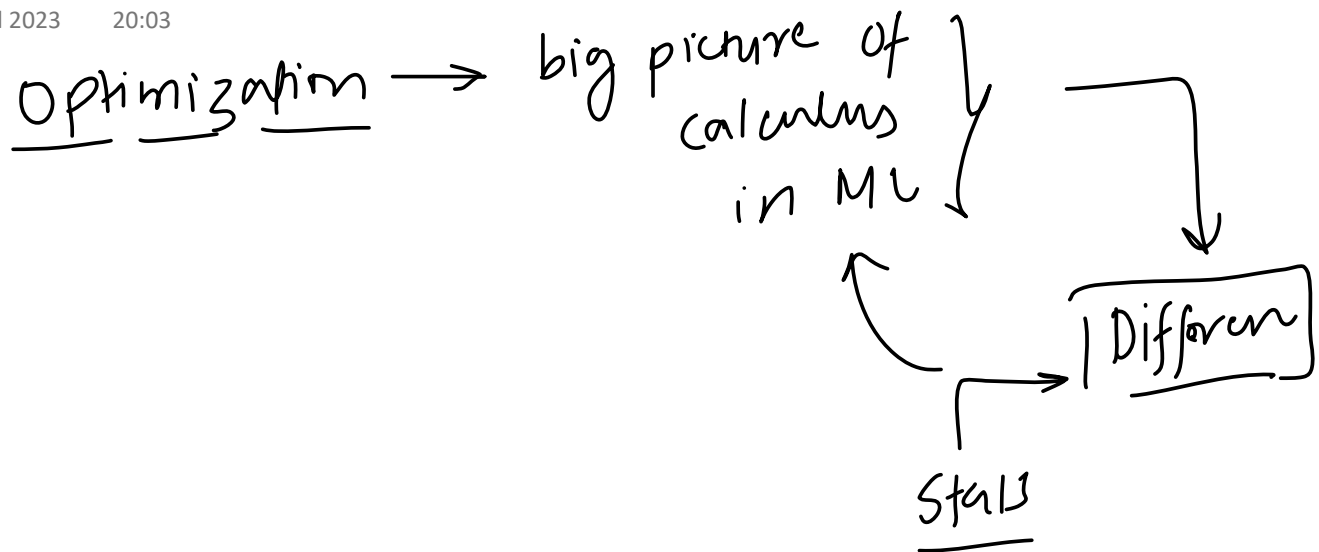 2023 20:03
Optimization → big picture of
calculus
in ML
Differen
Stats